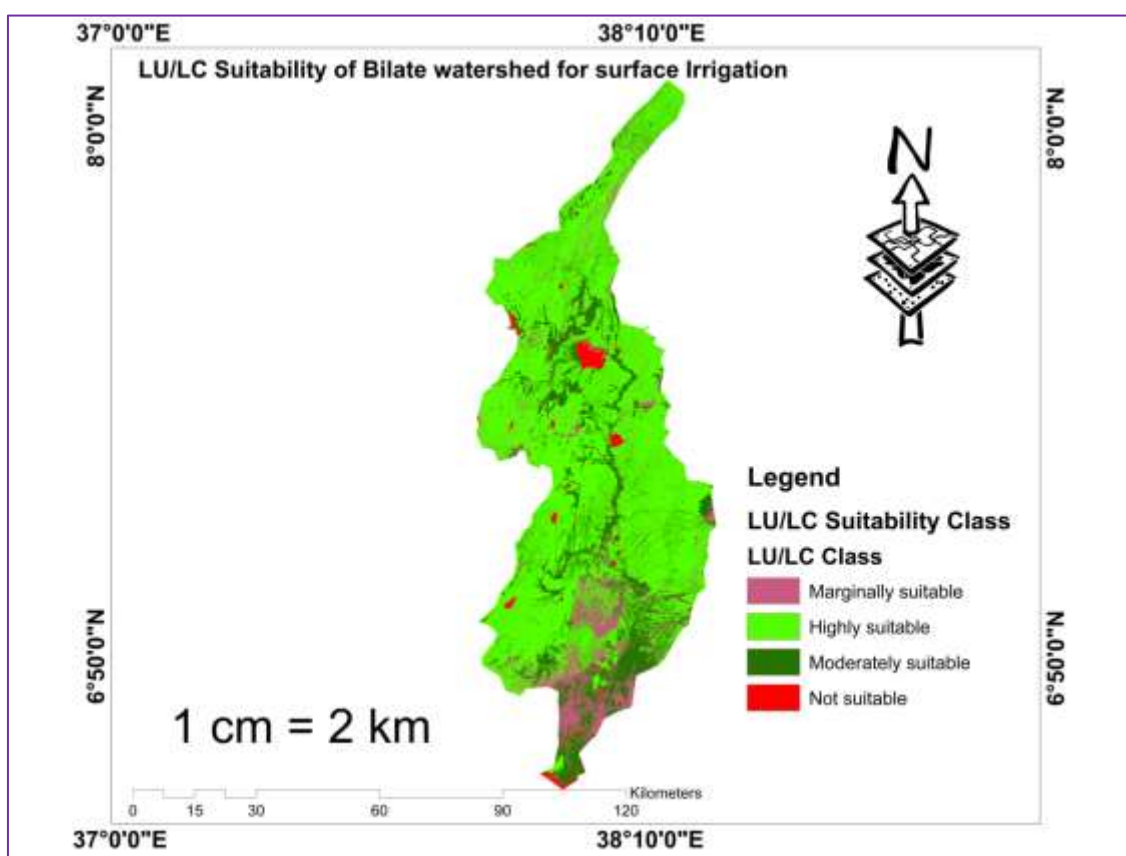 37°0'0"E 38°10'0"E
LU/LC Suitability of Bilate watershed for surface Irrigation
8°0'0"N 8°0'0"N
N
Legend
LU/LC Suitability Class
LU/LC Class
Marginally suitable
Highly suitable
Moderately suitable
Not suitable
6°50'0"N 6°50'0"N
1 cm = 2 km
Kilometers
0 15 30 60 90 120
37°0'0"E 38°10'0"E